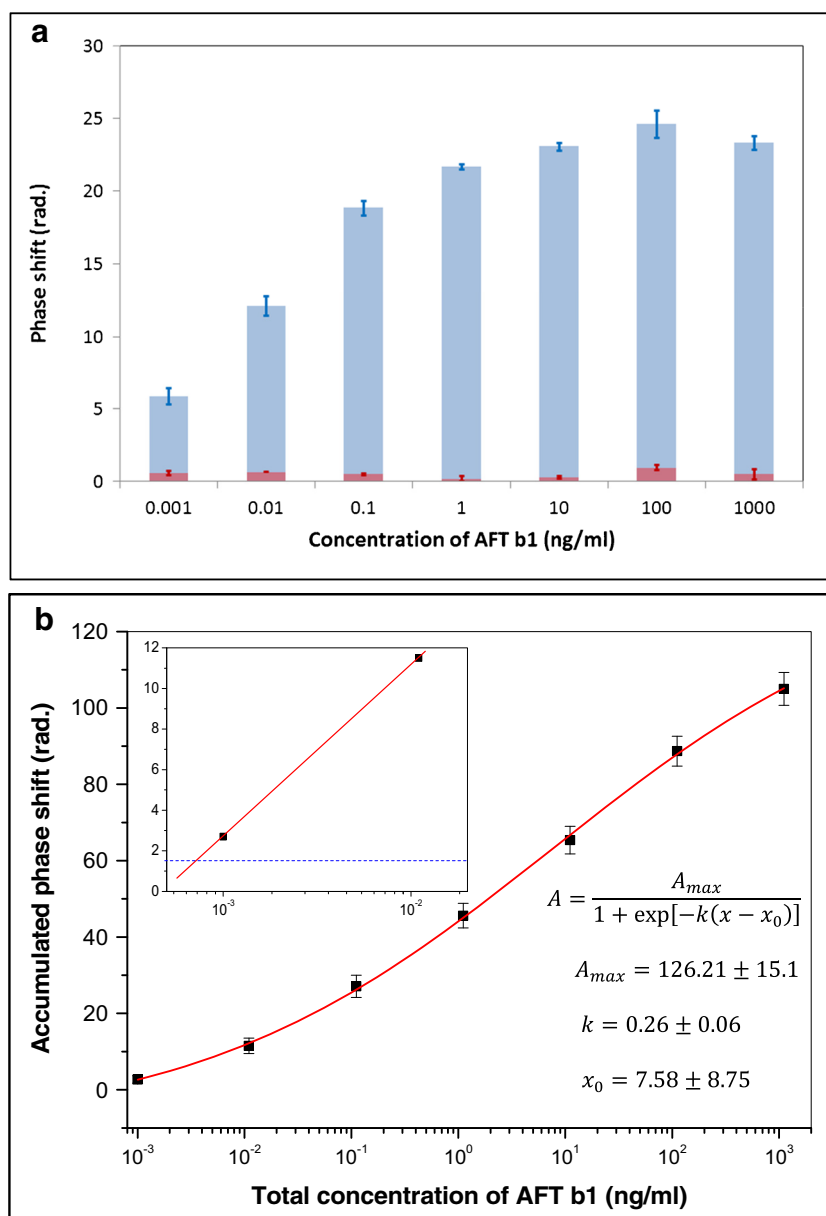 a
30
25
20
15
10
5
0
Phase shift (rad.)
0.001 0.01 0.1 1 10 100 1000
Concentration of AFT b1 (ng/ml)
b
120
100
80
60
40
20
0
Accumulated phase shift (rad.)
12
10
8
6
4
2
0
10⁻³ 10⁻²
A = A_max / 1 + exp[−k(x − x₀)]
A_max = 126.21 ± 15.1
k = 0.26 ± 0.06
x₀ = 7.58 ± 8.75
10⁻³ 10⁻² 10⁻¹ 10⁰ 10¹ 10² 10³
Total concentration of AFT b1 (ng/ml)